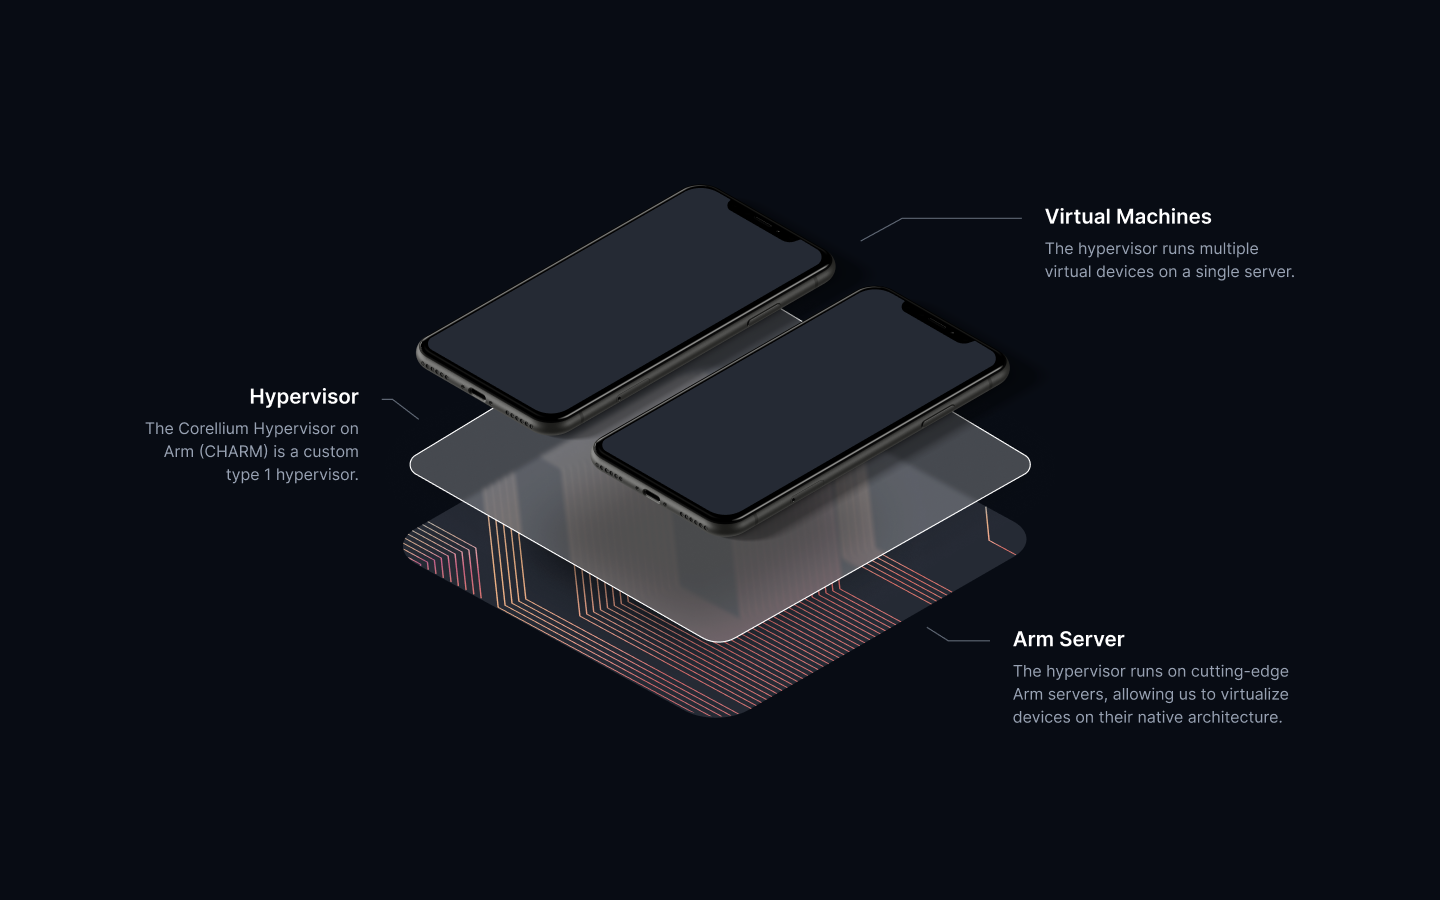 Virtual Machines
The hypervisor runs multiple
virtual devices on a single server.
Hypervisor
The Corellium Hypervisor on
Arm (CHARM) is a custom
type 1 hypervisor.
Arm Server
The hypervisor runs on cutting-edge
Arm servers, allowing us to virtualize
devices on their native architecture.